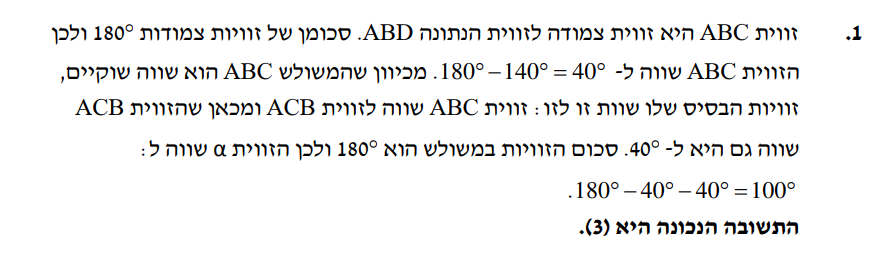 1. זווית ABC היא זווית צמודה לזווית הנתונה ABD. סכומן של זוויות צמודות 180° ולכן
הזווית ABC שווה ל- 180° – 140° = 40°. מכיוון שהמשולש ABC הוא שווה שוקיים,
זוויות הבסיס שלו שוות זו לזו : זווית ABC שווה לזווית ACB ומכאן שהזווית ACB
שווה גם היא ל- 40°. סכום הזוויות במשולש הוא 180° ולכן הזווית α שווה ל :
180° – 40° – 40° = 100°.
התשובה הנכונה היא (3).